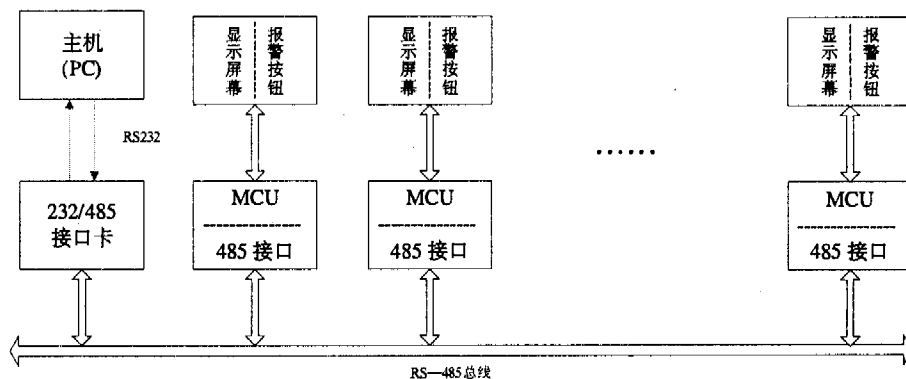 主机
(PC)
显示屏幕
报警按钮
显示屏幕
报警按钮
显示屏幕
报警按钮
RS232
......
232/485
接口卡
MCU
485 接口
MCU
485 接口
MCU
485 接口
RS—485总线